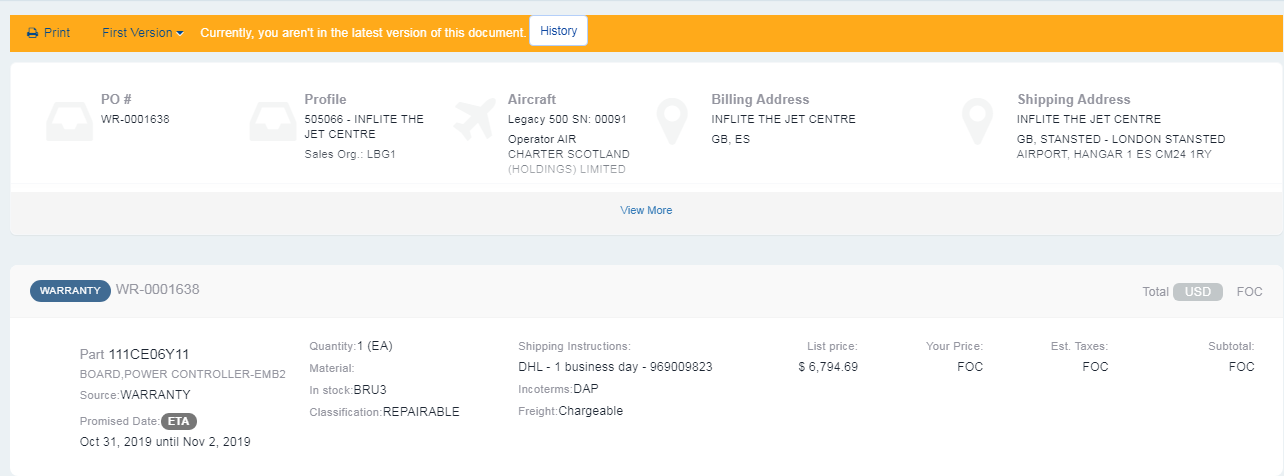 Print
First Version
Currently, you aren't in the latest version of this document.
History
PO #
WR-0001638
Profile
505066 - INFLITE THE
JET CENTRE
Sales Org.: LBG1
Aircraft
Legacy 500 SN: 00091
Operator AIR
CHARTER SCOTLAND
(HOLDINGS) LIMITED
Billing Address
INFLITE THE JET CENTRE
GB, ES
Shipping Address
INFLITE THE JET CENTRE
GB, STANSTED - LONDON STANSTED
AIRPORT, HANGAR 1 ES CM24 1RY
View More
WARRANTY WR-0001638
Total USD FOC
Part 111CE06Y11
BOARD,POWER CONTROLLER-EMB2
Source:WARRANTY
Promised Date:ETA
Oct 31, 2019 until Nov 2, 2019
Quantity:1 (EA)
Material:
In stock:BRU3
Classification:REPAIRABLE
Shipping Instructions:
DHL - 1 business day - 969009823
Incoterms:DAP
Freight:Chargeable
List price:
$ 6,794.69
Your Price:
FOC
Est. Taxes:
FOC
Subtotal:
FOC